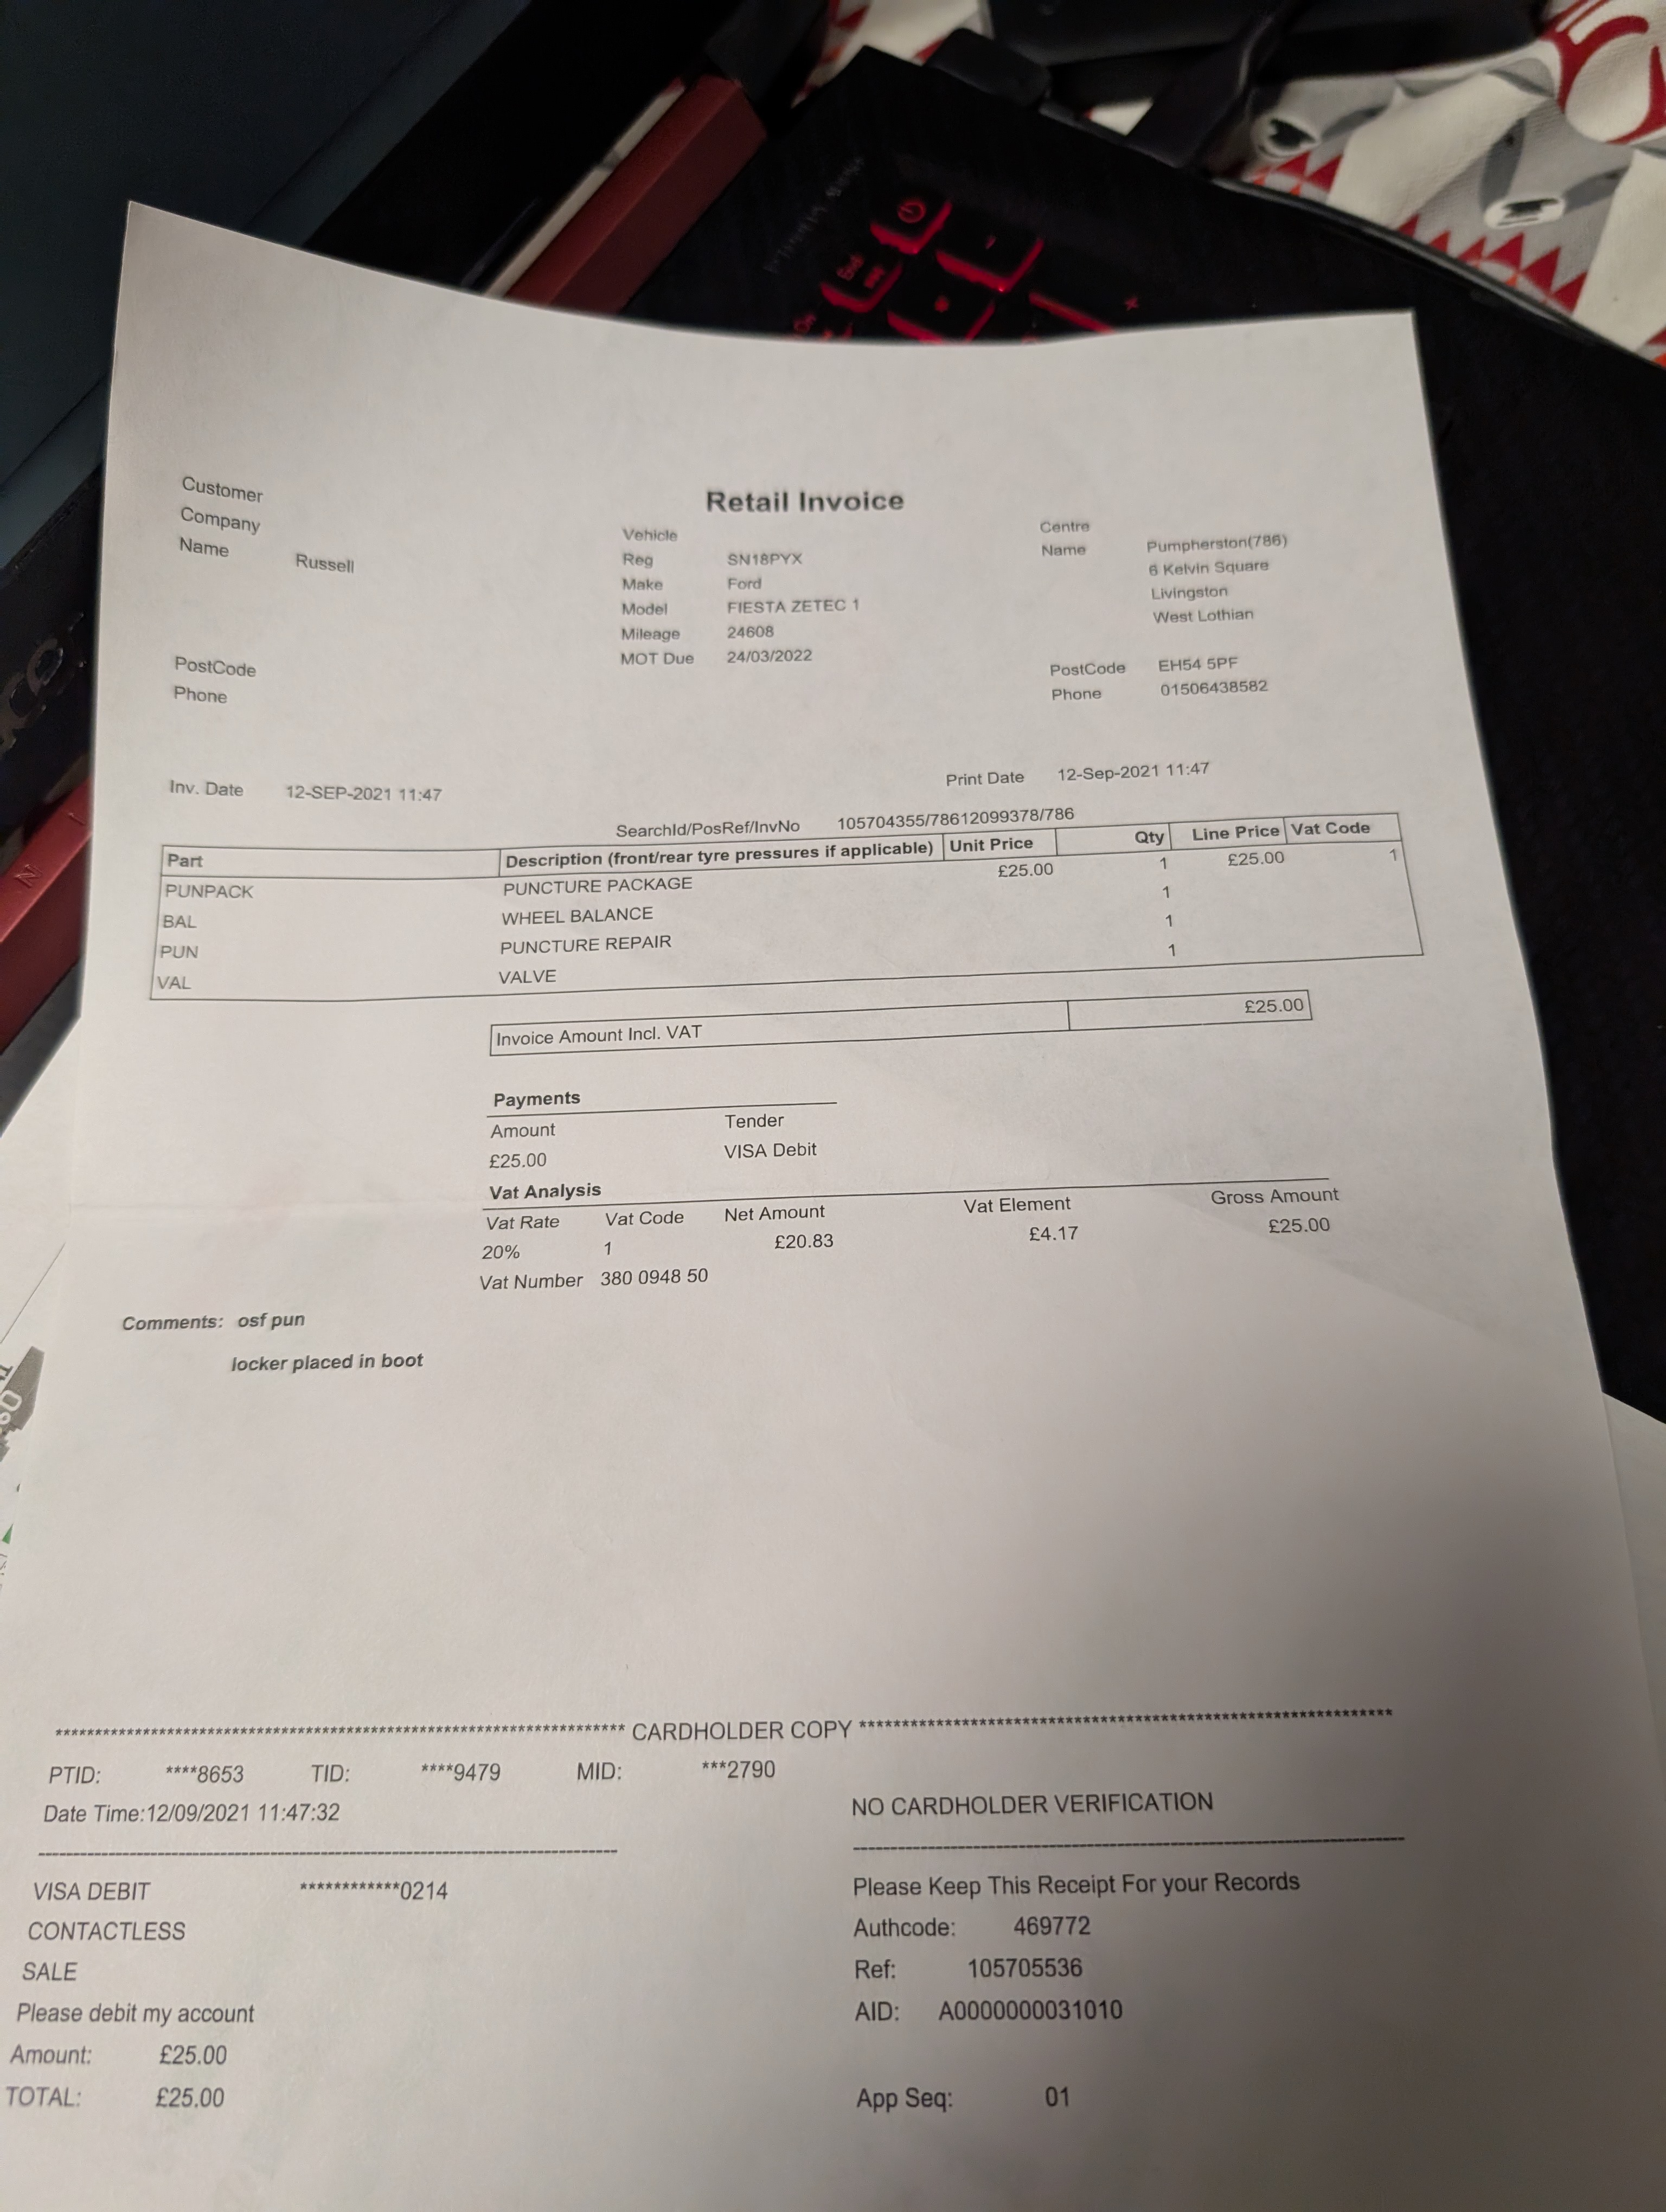 Retail Invoice
Customer
Company
Name Russell
PostCode
Phone
Vehicle
Reg SN18PYX
Make Ford
Model FIESTA ZETEC 1
Mileage 24608
MOT Due 24/03/2022
Centre
Name Pumpherston(786)
6 Kelvin Square
Livingston
West Lothian
PostCode EH54 5PF
Phone 01506438582
Inv. Date 12-SEP-2021 11:47
Print Date 12-Sep-2021 11:47
SearchId/PosRef/InvNo 105704355/78612099378/786
Part Description (front/rear tyre pressures if applicable) Unit Price Qty Line Price Vat Code
PUNPACK PUNCTURE PACKAGE £25.00 1 £25.00 1
BAL WHEEL BALANCE 1
PUN PUNCTURE REPAIR 1
VAL VALVE 1
Invoice Amount Incl. VAT £25.00
Payments
Amount Tender
£25.00 VISA Debit
Vat Analysis
Vat Rate Vat Code Net Amount Vat Element Gross Amount
20% 1 £20.83 £4.17 £25.00
Vat Number 380 0948 50
Comments: osf pun
locker placed in boot
******************************************************************************* CARDHOLDER COPY *******************************************************************************
PTID: ****8653 TID: ****9479 MID: ***2790
Date Time:12/09/2021 11:47:32
NO CARDHOLDER VERIFICATION
VISA DEBIT ************0214
CONTACTLESS
SALE
Please debit my account
Amount: £25.00
TOTAL: £25.00
Please Keep This Receipt For your Records
Authcode: 469772
Ref: 105705536
AID: A0000000031010
App Seq: 01